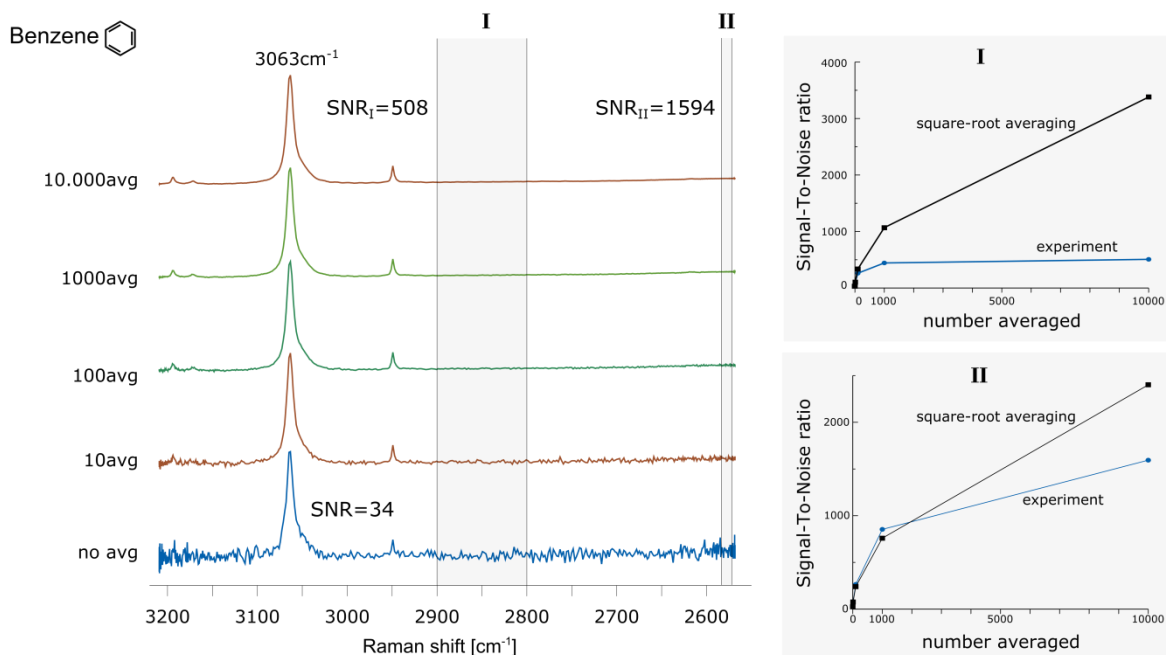 Benzene
I
II
3063cm⁻¹
SNRI=508
SNRII=1594
10.000avg
1000avg
100avg
10avg
SNR=34
no avg
3200 3100 3000 2900 2800 2700 2600
Raman shift [cm⁻¹]
I
Signal-To-Noise ratio
4000
3000
2000
1000
0
square-root averaging
experiment
0 1000 5000 10000
number averaged
II
Signal-To-Noise ratio
2000
1000
0
square-root averaging
experiment
0 1000 5000 10000
number averaged